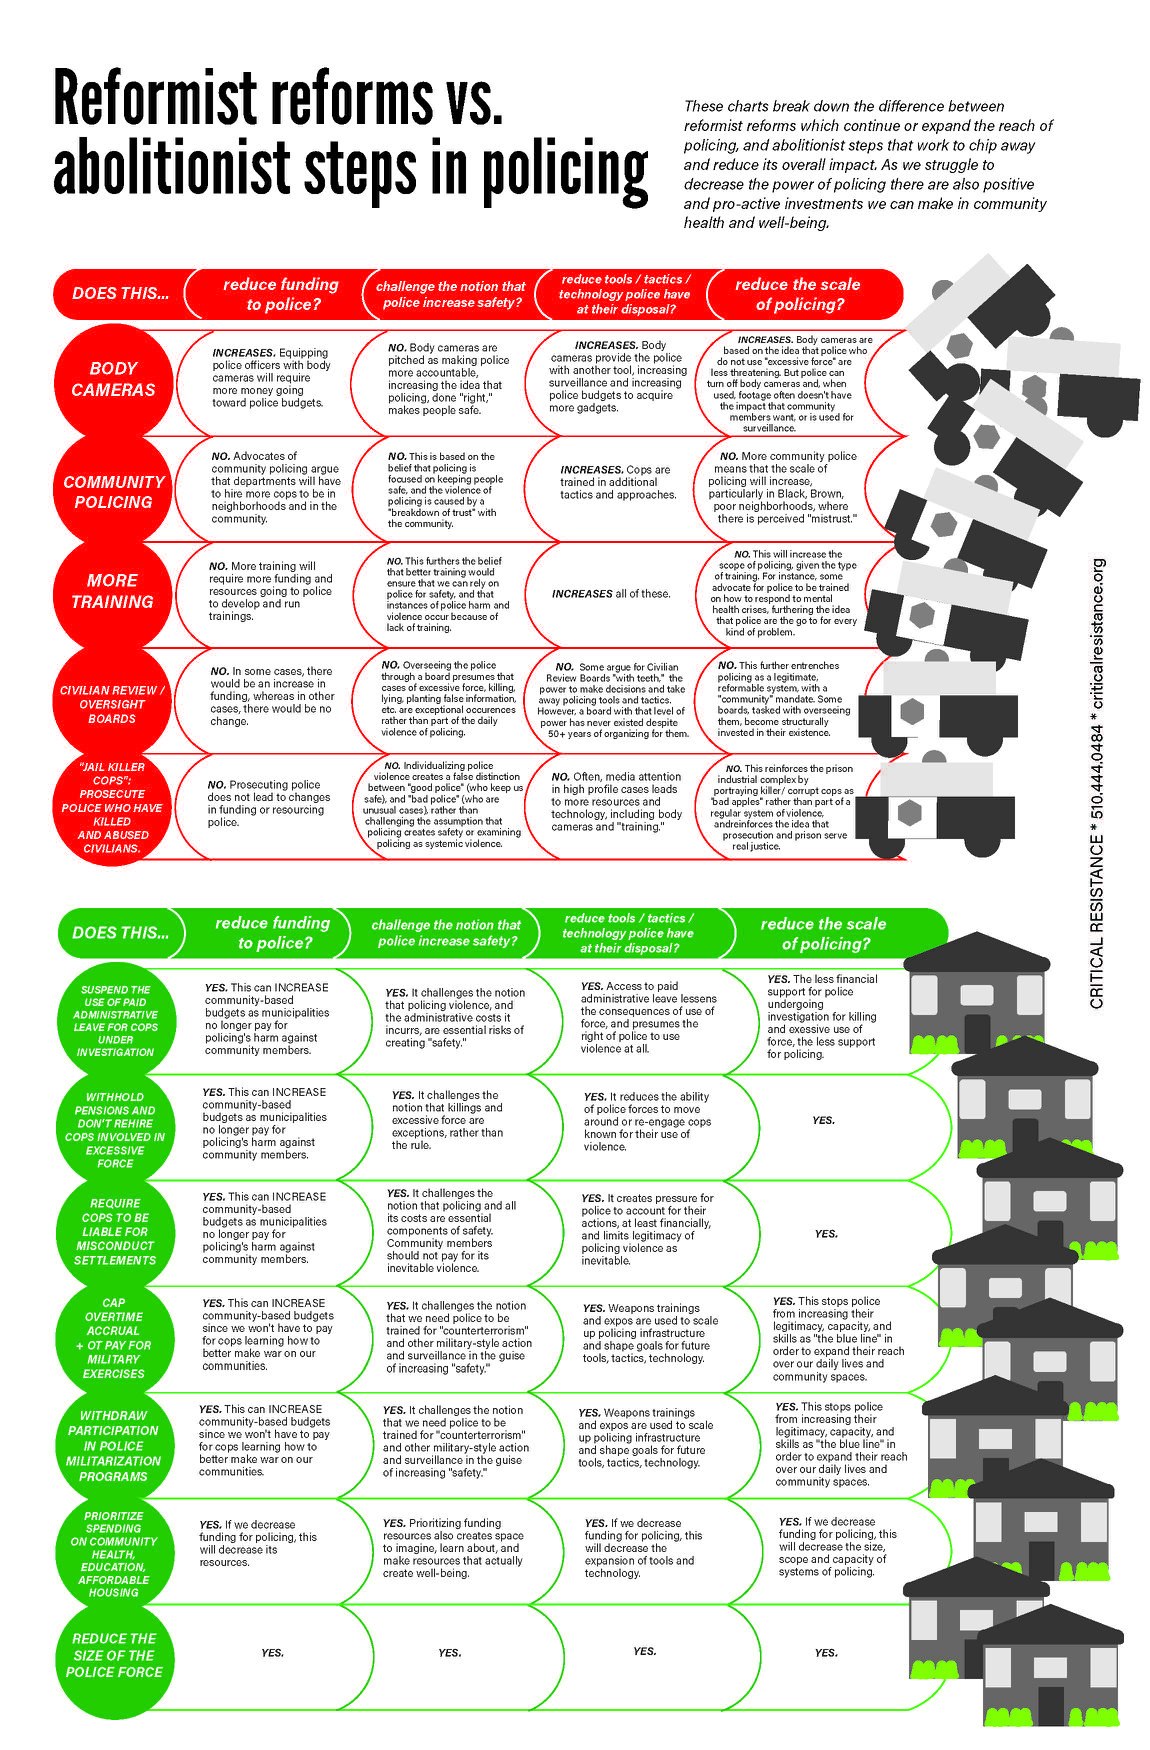 Reformist reforms vs.
abolitionist steps in policing
These charts break down the difference between
reformist reforms which continue or expand the reach of
policing, and abolitionist steps that work to chip away
and reduce its overall impact. As we struggle to
decrease the power of policing there are also positive
and pro-active investments we can make in community
health and well-being.
DOES THIS...
reduce funding
to police?
challenge the notion that
police increase safety?
reduce tools / tactics /
technology police have
at their disposal?
reduce the scale
of policing?
BODY
CAMERAS
INCREASES. Equipping
police officers with body
cameras will require
more money going
toward police budgets.
NO. Body cameras are
pitched as making police
more accountable,
increasing the idea that
policing, done "right,"
makes people safe.
INCREASES. Body
cameras provide the police
with another tool, increasing
surveillance and increasing
police budgets to acquire
more gadgets.
INCREASES. Body cameras are
based on the idea that police who
do not use "excessive force" are
less threatening. But police can
turn off body cameras and, when
used, footage often doesn't have
the impact that community
members want, or is used for
surveillance.
COMMUNITY
POLICING
NO. Advocates of
community policing argue
that departments will have
to hire more cops to be in
neighborhoods and in the
community.
NO. This is based on the
belief that policing is
focused on keeping people
safe, and the violence of
policing is caused by a
"breakdown of trust" with
the community.
INCREASES. Cops are
trained in additional
tactics and approaches.
NO. More community police
means that the scale of
policing will increase,
particularly in Black, Brown,
poor neighborhoods, where
there is perceived "mistrust."
MORE
TRAINING
NO. More training will
require more funding and
resources going to police
to develop and run
trainings.
NO. This furthers the belief
that better training would
ensure that we can rely on
police for safety, and that
instances of police harm and
violence occur because of
lack of training.
INCREASES all of these.
NO. This will increase the
scope of policing, given the type
of training. For instance, some
advocate for police to be trained
on how to respond to mental
health crises, furthering the idea
that police are the go to for every
kind of problem.
CIVILIAN REVIEW /
OVERSIGHT
BOARDS
NO. In some cases, there
would be an increase in
funding, whereas in other
cases, there would be no
change.
NO. Overseeing the police
through a board presumes that
cases of excessive force, killing,
lying, planting false information,
etc. are exceptional occurences
rather than part of the daily
violence of policing.
NO. Some argue for Civilian
Review Boards "with teeth," the
power to make decisions and take
away policing tools and tactics.
However, a board with that level of
power has never existed despite
50+ years of organizing for them.
NO. This further entrenches
policing as a legitimate,
reformable system, with a
"community" mandate. Some
boards, tasked with overseeing
them, become structurally
invested in their existence.
"JAIL KILLER
COPS":
PROSECUTE
POLICE WHO HAVE
KILLED
AND ABUSED
CIVILIANS.
NO. Prosecuting police
does not lead to changes
in funding or resourcing
police.
NO. Individualizing police
violence creates a false distinction
between "good police" (who keep us
safe), and "bad police" (who are
unusual cases), rather than
challenging the assumption that
policing creates safety or examining
policing as systemic violence.
NO. Often, media attention
in high profile cases leads
to more resources and
technology, including body
cameras and "training."
NO. This reinforces the prison
industrial complex by
portraying killer/ corrupt cops as
"bad apples" rather than part of a
regular system of violence,
andreinforces the idea that
prosecution and prison serve
real justice.
CRITICAL RESISTANCE * 510.444.0484 * criticalresistance.org
DOES THIS...
reduce funding
to police?
challenge the notion that
police increase safety?
reduce tools / tactics /
technology police have
at their disposal?
reduce the scale
of policing?
SUSPEND THE
USE OF PAID
ADMINISTRATIVE
LEAVE FOR COPS
UNDER
INVESTIGATION
YES. This can INCREASE
community-based
budgets as municipalities
no longer pay for
policing's harm against
community members.
YES. It challenges the notion
that policing violence, and
the administrative costs it
incurrs, are essential risks of
creating "safety."
YES. Access to paid
administrative leave lessens
the consequences of use of
force, and presumes the
right of police to use
violence at all.
YES. The less financial
support for police
undergoing
investigation for killing
and exessive use of
force, the less support
for policing.
WITHHOLD
PENSIONS AND
DON'T REHIRE
COPS INVOLVED IN
EXCESSIVE
FORCE
YES. This can INCREASE
community-based
budgets as municipalities
no longer pay for
policing's harm against
community members.
YES. It challenges the
notion that killings and
excessive force are
exceptions, rather than
the rule.
YES. It reduces the ability
of police forces to move
around or re-engage cops
known for their use of
violence.
YES.
REQUIRE
COPS TO BE
LIABLE FOR
MISCONDUCT
SETTLEMENTS
YES. This can INCREASE
community-based
budgets as municipalities
no longer pay for
policing's harm against
community members.
YES. It challenges the
notion that policing and all
its costs are essential
components of safety.
Community members
should not pay for its
inevitable violence.
YES. It creates pressure for
police to account for their
actions, at least financially,
and limits legitimacy of
policing violence as
inevitable.
YES.
CAP
OVERTIME
ACCRUAL
+ OT PAY FOR
MILITARY
EXERCISES
YES. This can INCREASE
community-based budgets
since we won't have to pay
for cops learning how to
better make war on our
communities.
YES. It challenges the notion
that we need police to be
trained for "counterterrorism"
and other military-style action
and surveillance in the guise
of increasing "safety."
YES. Weapons trainings
and expos are used to scale
up policing infrastructure
and shape goals for future
tools, tactics, technology.
YES. This stops police
from increasing their
legitimacy, capacity, and
skills as "the blue line" in
order to expand their reach
over our daily lives and
community spaces.
WITHDRAW
PARTICIPATION
IN POLICE
MILITARIZATION
PROGRAMS
YES. This can INCREASE
community-based budgets
since we won't have to pay
for cops learning how to
better make war on our
communities.
YES. It challenges the notion
that we need police to be
trained for "counterterrorism"
and other military-style action
and surveillance in the guise
of increasing "safety."
YES. Weapons trainings
and expos are used to scale
up policing infrastructure
and shape goals for future
tools, tactics, technology.
YES. This stops police
from increasing their
legitimacy, capacity, and
skills as "the blue line" in
order to expand their reach
over our daily lives and
community spaces.
PRIORITIZE
SPENDING
ON COMMUNITY
HEALTH,
EDUCATION,
AFFORDABLE
HOUSING
YES. If we decrease
funding for policing, this
will decrease its
resources.
YES. Prioritizing funding
resources also creates space
to imagine, learn about, and
make resources that actually
create well-being.
YES. If we decrease
funding for policing, this
will decrease the
expansion of tools and
technology.
YES. If we decrease
funding for policing, this
will decrease the size,
scope and capacity of
systems of policing.
REDUCE THE
SIZE OF THE
POLICE FORCE
YES.
YES.
YES.
YES.